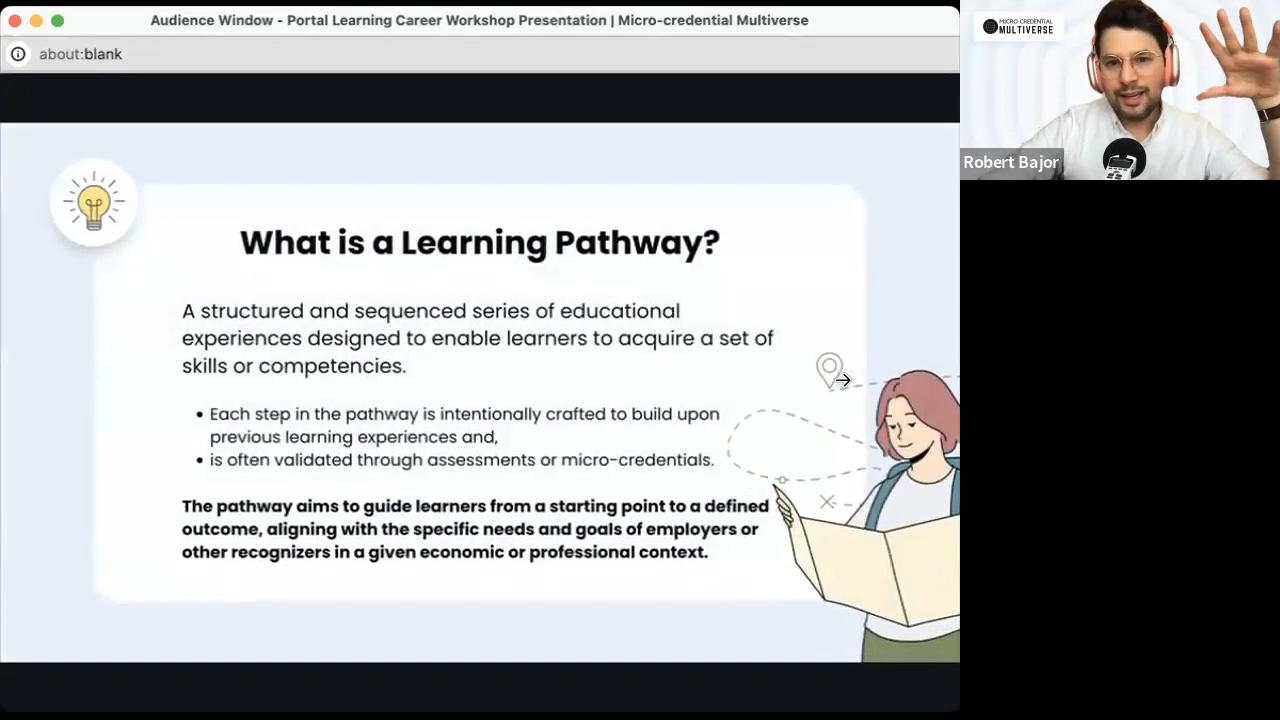 Audience Window - Portal Learning Career Workshop Presentation | Micro-credential Multiverse
about:blank
MICRO-CREDENTIAL
MULTIVERSE
Robert Bajor
What is a Learning Pathway?
A structured and sequenced series of educational
experiences designed to enable learners to acquire a set of
skills or competencies.
• Each step in the pathway is intentionally crafted to build upon
previous learning experiences and,
• is often validated through assessments or micro-credentials.
The pathway aims to guide learners from a starting point to a defined
outcome, aligning with the specific needs and goals of employers or
other recognizers in a given economic or professional context.